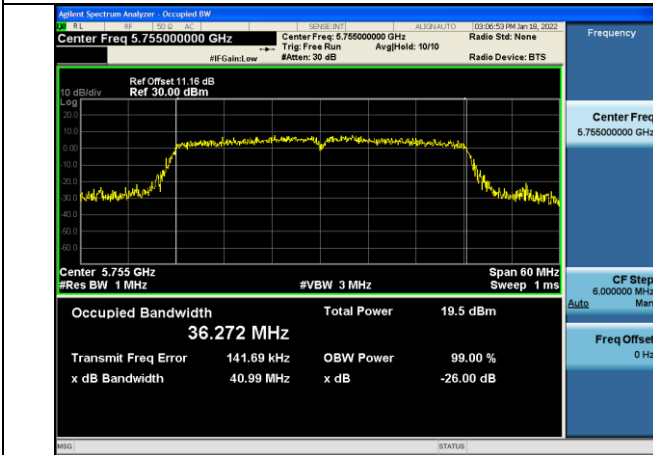 Agilent Spectrum Analyzer - Occupied BW
RL RF 50 Ω AC SENSE:INT ALIGNAUTO 03:06:53 PM Jan 18, 2022
Center Freq 5.755000000 GHz
Center Freq: 5.755000000 GHz
Radio Std: None
Trig: Free Run
Avg|Hold: 10/10
#IFGain:Low
#Atten: 30 dB
Radio Device: BTS
Ref Offset 11.16 dB
10 dB/div
Ref 30.00 dBm
Log
20.0
10.0
0.00
-10.0
-20.0
-30.0
-40.0
-50.0
-60.0
Center 5.755 GHz
Span 60 MHz
#Res BW 1 MHz
#VBW 3 MHz
Sweep 1 ms
Occupied Bandwidth
Total Power
19.5 dBm
36.272 MHz
Transmit Freq Error
141.69 kHz
OBW Power
99.00 %
x dB Bandwidth
40.99 MHz
x dB
-26.00 dB
MSG
STATUS
Frequency
Center Freq
5.755000000 GHz
CF Step
6.000000 MHz
Auto Man
Freq Offset
0 Hz